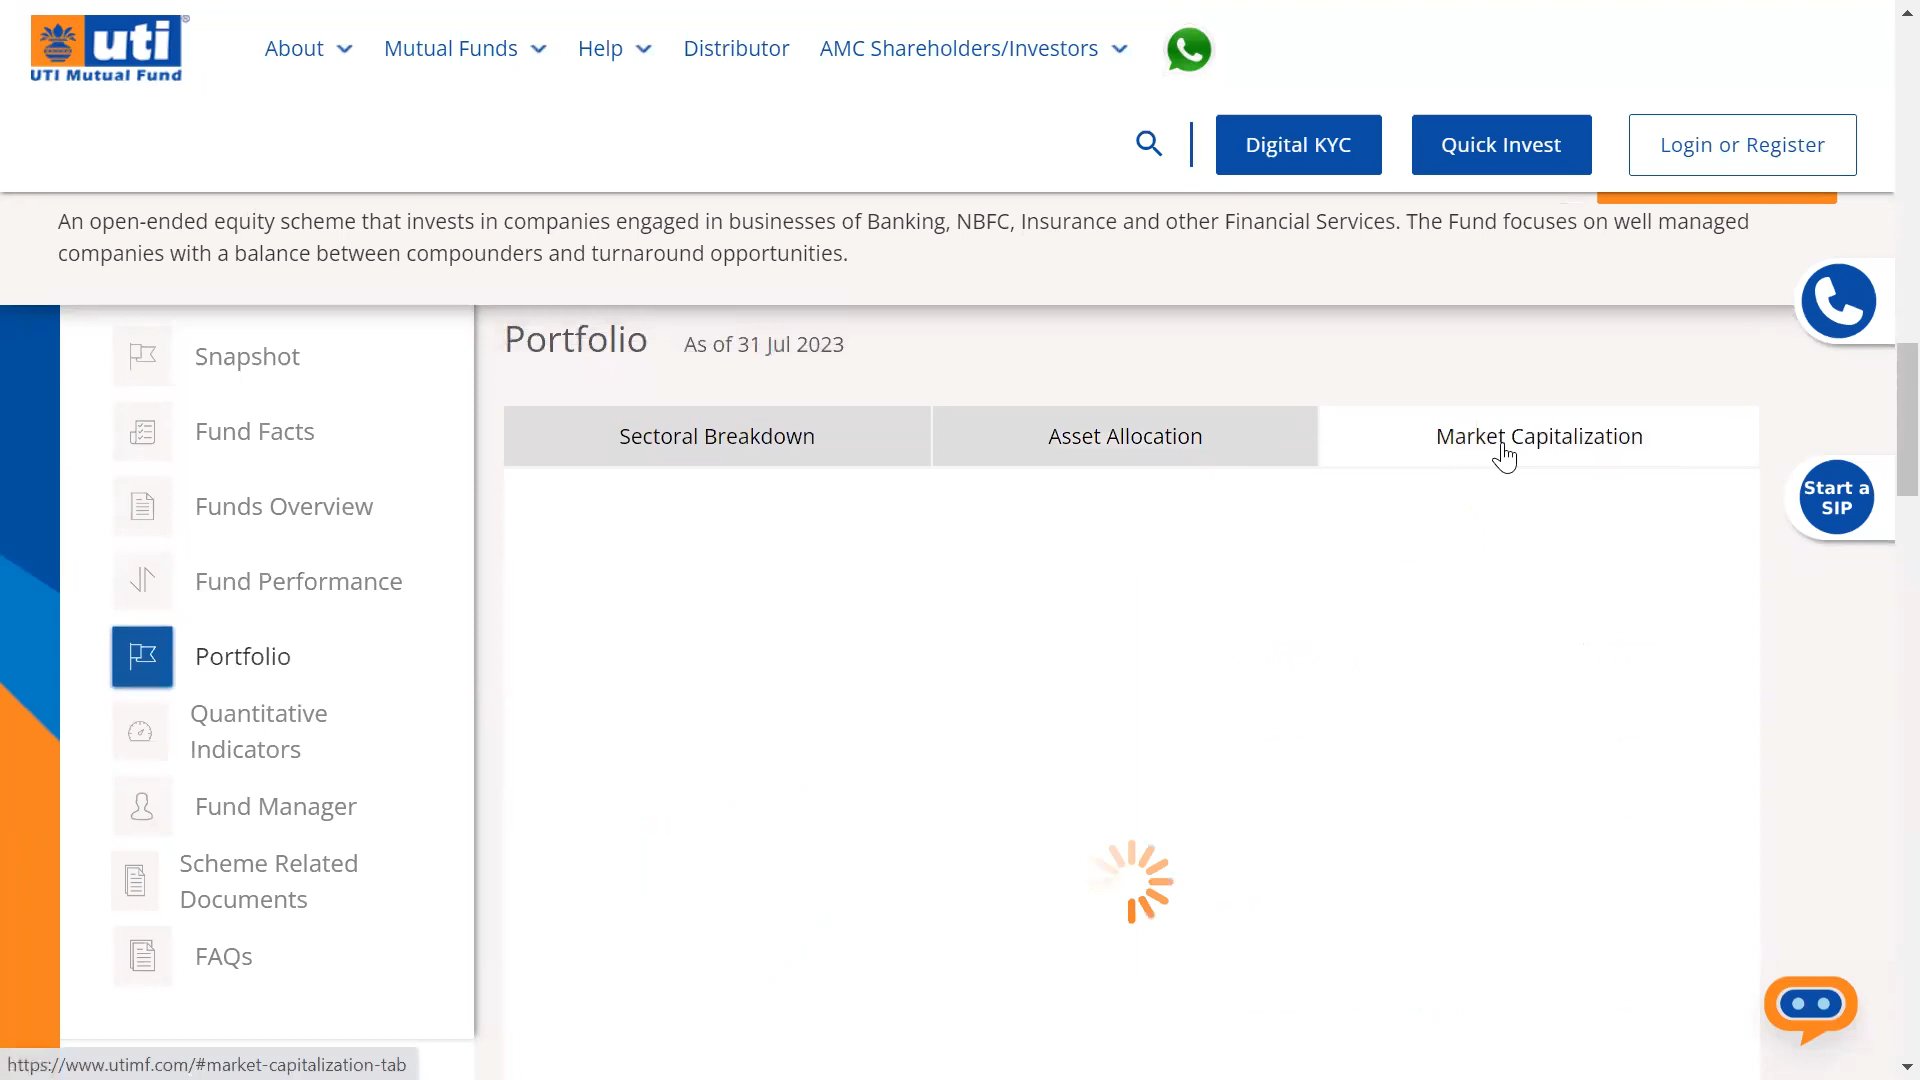 uti®
UTI Mutual Fund
About
Mutual Funds
Help
Distributor
AMC Shareholders/Investors
Digital KYC
Quick Invest
Login or Register
An open-ended equity scheme that invests in companies engaged in businesses of Banking, NBFC, Insurance and other Financial Services. The Fund focuses on well managed
companies with a balance between compounders and turnaround opportunities.
Snapshot
Fund Facts
Funds Overview
Fund Performance
Portfolio
Quantitative
Indicators
Fund Manager
Scheme Related
Documents
FAQs
Portfolio As of 31 Jul 2023
Sectoral Breakdown
Asset Allocation
Market Capitalization
Start a
SIP
https://www.utimf.com/#market-capitalization-tab